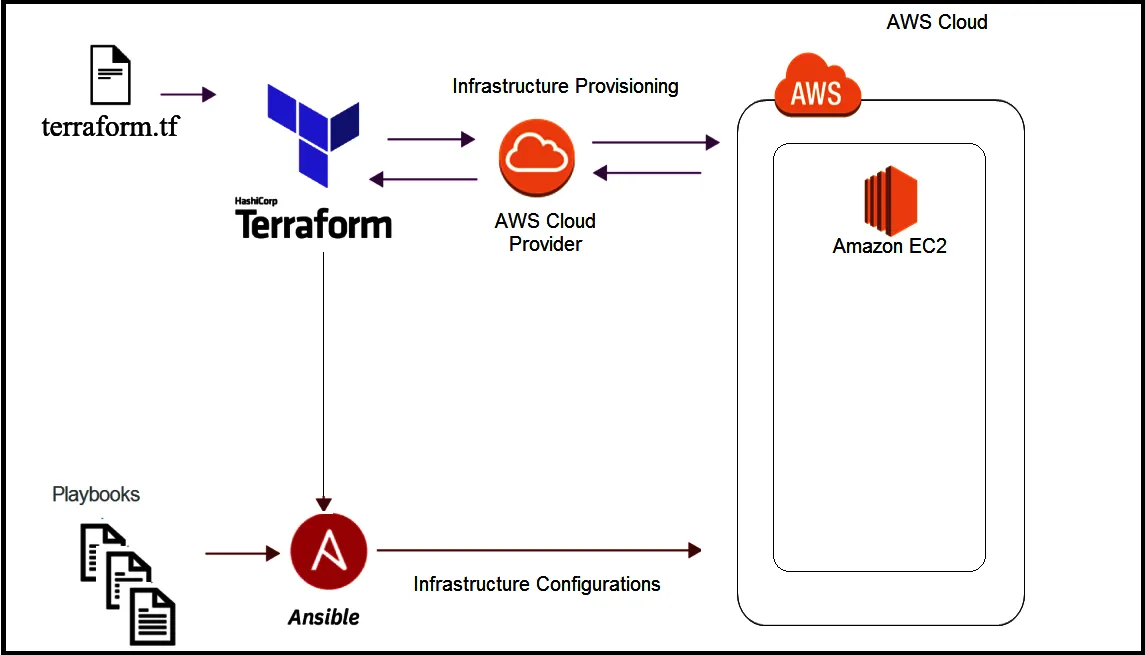 AWS Cloud
Infrastructure Provisioning
AWS
terraform.tf
HashiCorp
Terraform
AWS Cloud
Provider
Amazon EC2
Playbooks
Infrastructure Configurations
Ansible